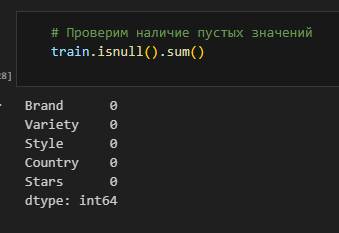 # Проверим наличие пустых значений
train.isnull().sum()
28]
Brand 0
Variety 0
Style 0
Country 0
Stars 0
dtype: int64